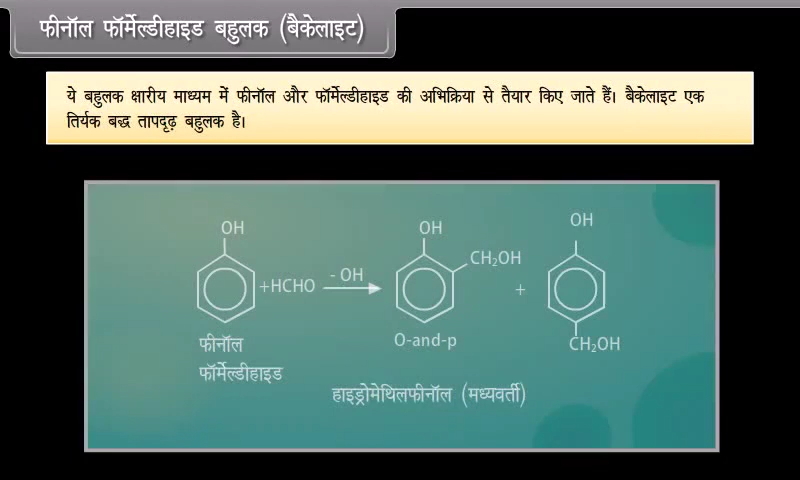 फीनॉल फॉर्मेल्डीहाइड बहुलक (बैकेलाइट)
ये बहुलक क्षारीय माध्यम में फीनॉल और फॉर्मेल्डीहाइड की अभिक्रिया से तैयार किए जाते हैं। बैकेलाइट एक
तिर्यक बद्ध तापदृढ़ बहुलक है।
OH OH OH
+HCHO - OH CH₂OH +
फीनॉल O-and-p CH₂OH
फॉर्मेल्डीहाइड
हाइड्रोमेथिलफीनॉल (मध्यवर्ती)